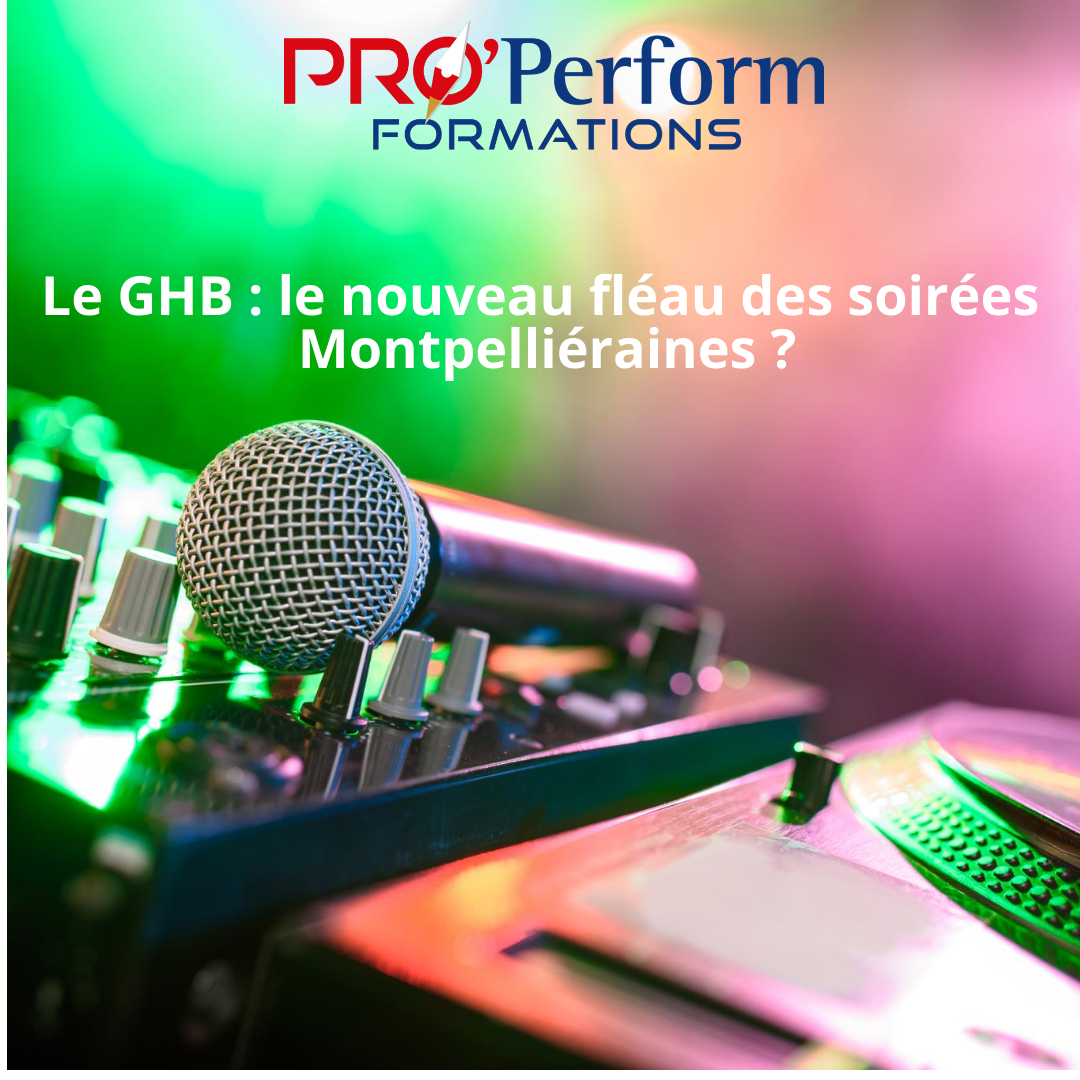 PRO'Perform
FORMATIONS
Le GHB : le nouveau fléau des soirées
Montpelliéraines ?